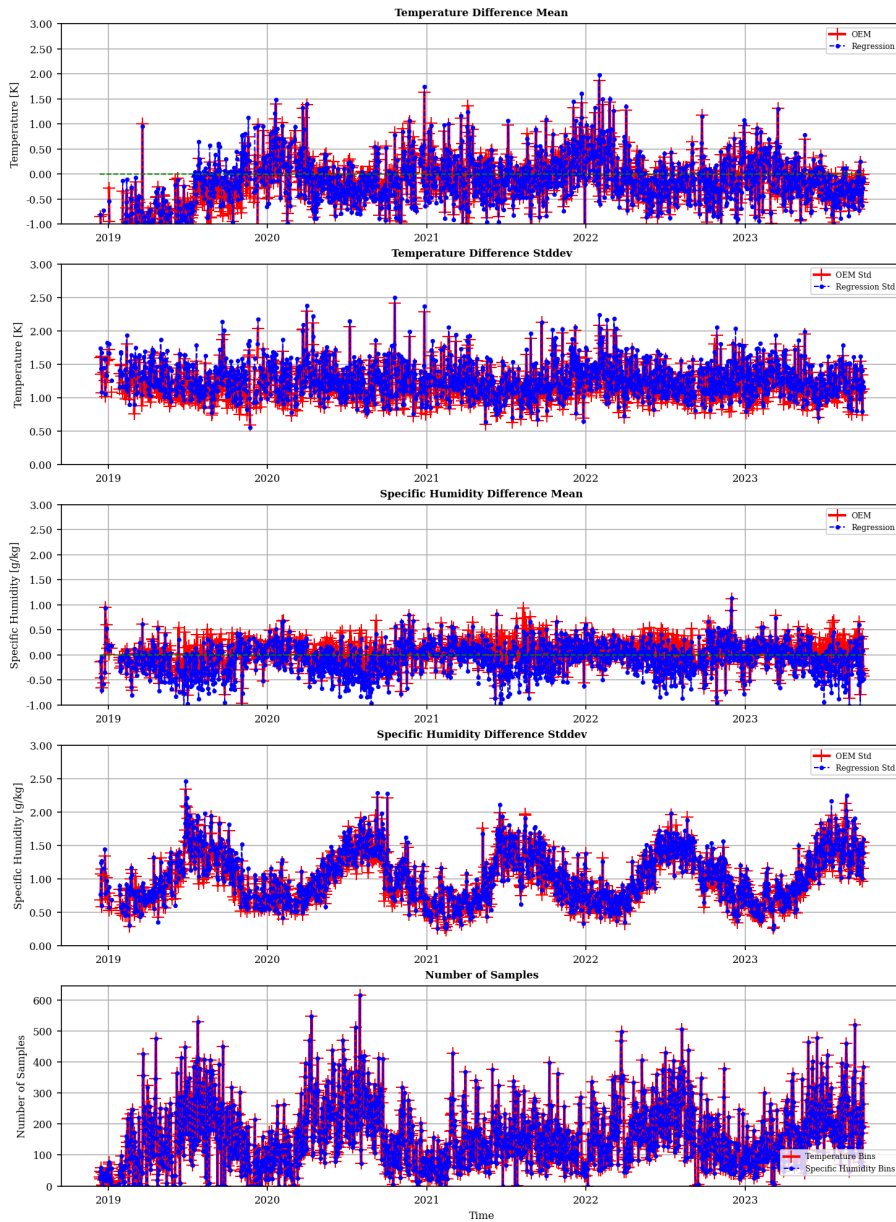 Temperature Difference Mean
3.00
2.50
2.00
1.50
1.00
0.50
0.00
-0.50
-1.00
Temperature [K]
OEM
Regression
2019 2020 2021 2022 2023
Temperature Difference Stddev
3.00
2.50
2.00
1.50
1.00
0.50
0.00
Temperature [K]
OEM Std
Regression Std
2019 2020 2021 2022 2023
Specific Humidity Difference Mean
3.00
2.50
2.00
1.50
1.00
0.50
0.00
-0.50
-1.00
Specific Humidity [g/kg]
OEM
Regression
2019 2020 2021 2022 2023
Specific Humidity Difference Stddev
3.00
2.50
2.00
1.50
1.00
0.50
0.00
Specific Humidity [g/kg]
OEM Std
Regression Std
2019 2020 2021 2022 2023
Number of Samples
600
500
400
300
200
100
0
Number of Samples
Temperature Bins
Specific Humidity Bins
2019 2020 2021 2022 2023
Time